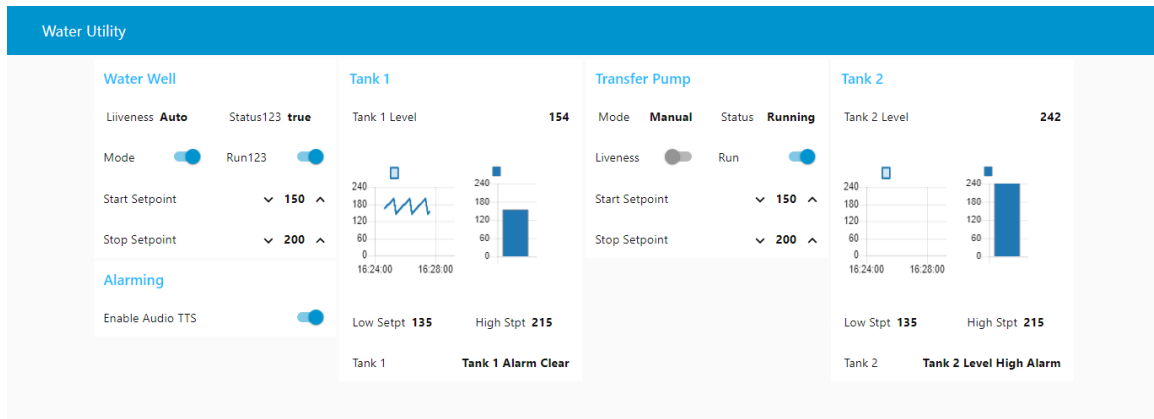 Water Utility
Water Well
Liiveness Auto Status123 true
Mode Run123
Start Setpoint 150
Stop Setpoint 200
Alarming
Enable Audio TTS
Tank 1
Tank 1 Level 154
240
180
120
60
0
16:24:00 16:28:00
240
180
120
60
0
Low Setpt 135 High Stpt 215
Tank 1 Tank 1 Alarm Clear
Transfer Pump
Mode Manual Status Running
Liveness Run
Start Setpoint 150
Stop Setpoint 200
Tank 2
Tank 2 Level 242
240
180
120
60
0
16:24:00 16:28:00
240
180
120
60
0
Low Stpt 135 High Stpt 215
Tank 2 Tank 2 Level High Alarm